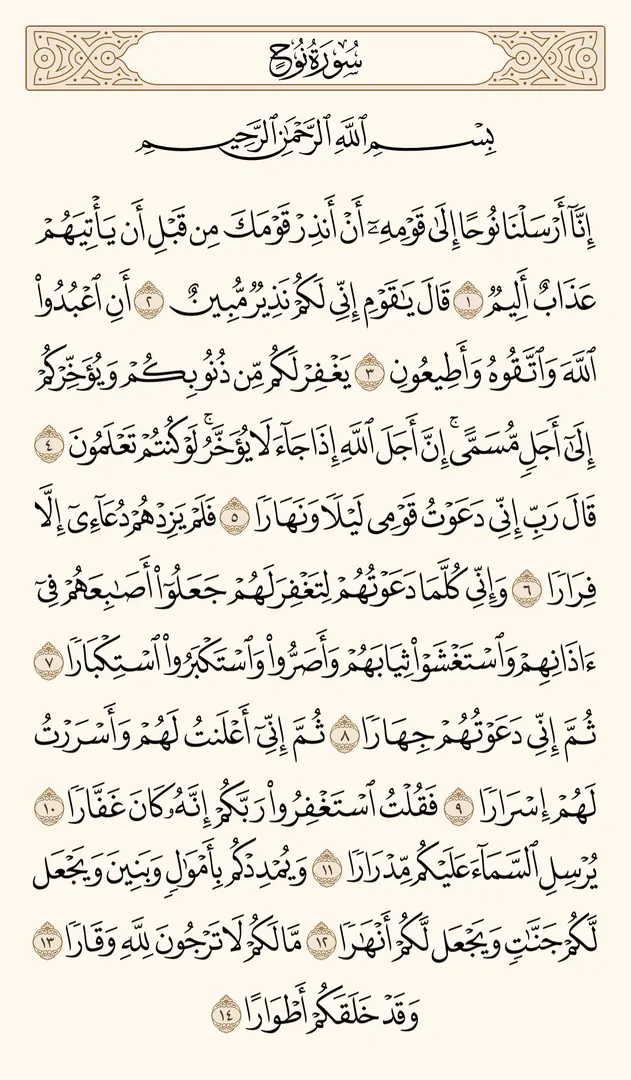 سُورَةُ نُوحٍ
بِسْمِ ٱللَّهِ ٱلرَّحْمَٰنِ ٱلرَّحِيمِ
إِنَّآ أَرْسَلْنَا نُوحًا إِلَىٰ قَوْمِهِۦٓ أَنْ أَنذِرْ قَوْمَكَ مِن قَبْلِ أَن يَأْتِيَهُمْ
عَذَابٌ أَلِيمٌ ١ قَالَ يَٰقَوْمِ إِنِّى لَكُمْ نَذِيرٌ مُّبِينٌ ٢ أَنِ ٱعْبُدُوا۟
ٱللَّهَ وَٱتَّقُوهُ وَأَطِيعُونِ ٣ يَغْفِرْ لَكُم مِّن ذُنُوبِكُمْ وَيُؤَخِّرْكُمْ
إِلَىٰٓ أَجَلٍ مُّسَمًّى ۚ إِنَّ أَجَلَ ٱللَّهِ إِذَا جَآءَ لَا يُؤَخَّرُ ۚ لَوْ كُنتُمْ تَعْلَمُونَ ٤
قَالَ رَبِّ إِنِّى دَعَوْتُ قَوْمِى لَيْلًا وَنَهَارًا ٥ فَلَمْ يَزِدْهُمْ دُعَآءِىٓ إِلَّا
فِرَارًا ٦ وَإِنِّى كُلَّمَا دَعَوْتُهُمْ لِتَغْفِرَ لَهُمْ جَعَلُوٓا۟ أَصَٰبِعَهُمْ فِىٓ
ءَاذَانِهِمْ وَٱسْتَغْشَوْا۟ ثِيَابَهُمْ وَأَصَرُّوا۟ وَٱسْتَكْبَرُوا۟ ٱسْتِكْبَارًا ٧
ثُمَّ إِنِّى دَعَوْتُهُمْ جِهَارًا ٨ ثُمَّ إِنِّىٓ أَعْلَنتُ لَهُمْ وَأَسْرَرْتُ
لَهُمْ إِسْرَارًا ٩ فَقُلْتُ ٱسْتَغْفِرُوا۟ رَبَّكُمْ إِنَّهُۥ كَانَ غَفَّارًا ١٠
يُرْسِلِ ٱلسَّمَآءَ عَلَيْكُم مِّدْرَارًا ١١ وَيُمْدِدْكُم بِأَمْوَٰلٍ وَبَنِينَ وَيَجْعَل
لَّكُمْ جَنَّٰتٍ وَيَجْعَل لَّكُمْ أَنْهَٰرًا ١٢ مَّا لَكُمْ لَا تَرْجُونَ لِلَّهِ وَقَارًا ١٣
وَقَدْ خَلَقَكُمْ أَطْوَارًا ١٤